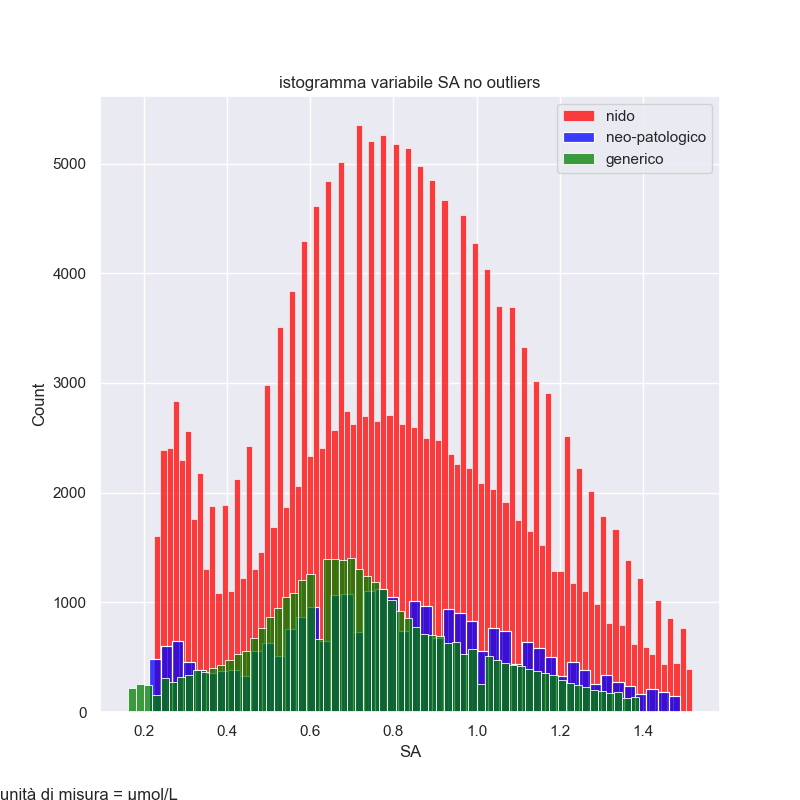 istogramma variabile SA no outliers
nido
neo-patologico
generico
Count
5000
4000
3000
2000
1000
0
0.2 0.4 0.6 0.8 1.0 1.2 1.4
SA
unità di misura = μmol/L